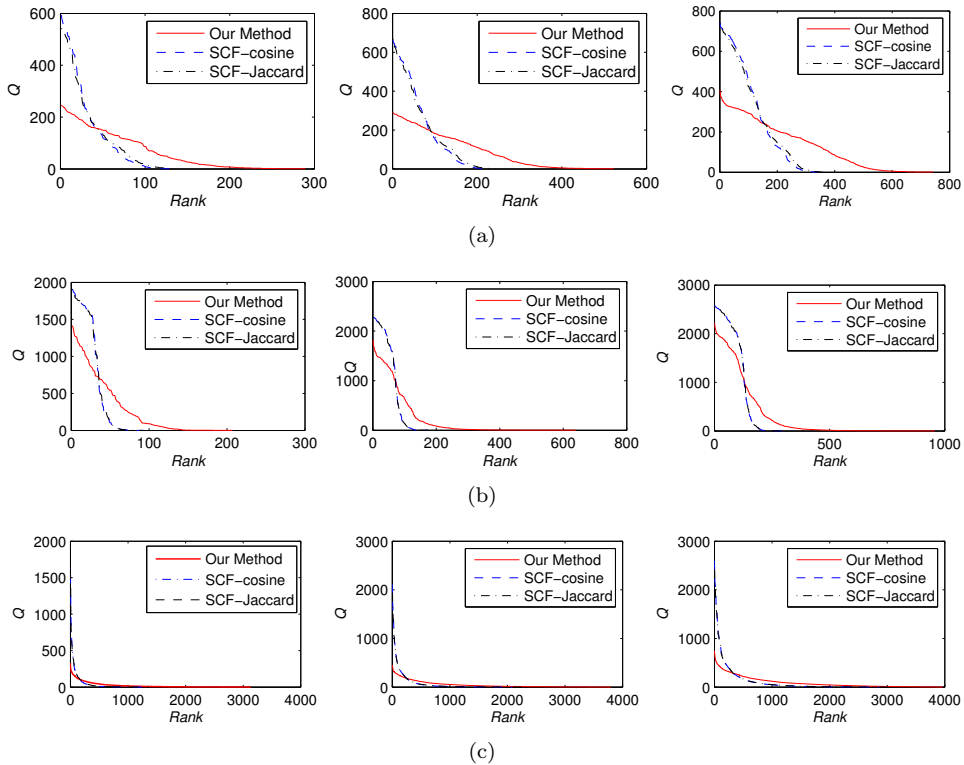 600
400
200
0
Q
0
100
200
300
Rank
Our Method
SCF-cosine
SCF-Jaccard
800
600
400
200
0
Q
0
200
400
600
Rank
Our Method
SCF-cosine
SCF-Jaccard
800
600
400
200
0
Q
0
200
400
600
800
Rank
Our Method
SCF-cosine
SCF-Jaccard
(a)
2000
1500
1000
500
0
Q
0
100
200
300
Rank
Our Method
SCF-cosine
SCF-Jaccard
3000
2000
1000
0
Q
0
200
400
600
800
Rank
Our Method
SCF-cosine
SCF-Jaccard
3000
2000
1000
0
Q
0
500
1000
Rank
Our Method
SCF-cosine
SCF-Jaccard
(b)
2000
1500
1000
500
0
Q
0
1000
2000
3000
4000
Rank
Our Method
SCF-cosine
SCF-Jaccard
3000
2000
1000
0
Q
0
1000
2000
3000
4000
Rank
Our Method
SCF-cosine
SCF-Jaccard
3000
2000
1000
0
Q
0
1000
2000
3000
4000
Rank
Our Method
SCF-cosine
SCF-Jaccard
(c)